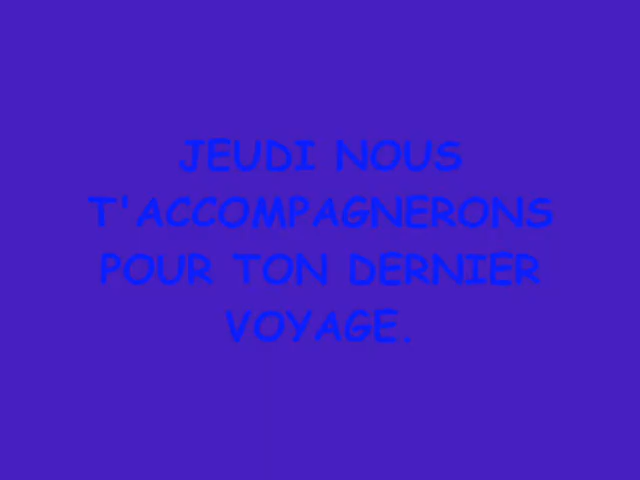 JEUDI NOUS
T'ACCOMPAGNERONS
POUR TON DERNIER
VOYAGE.